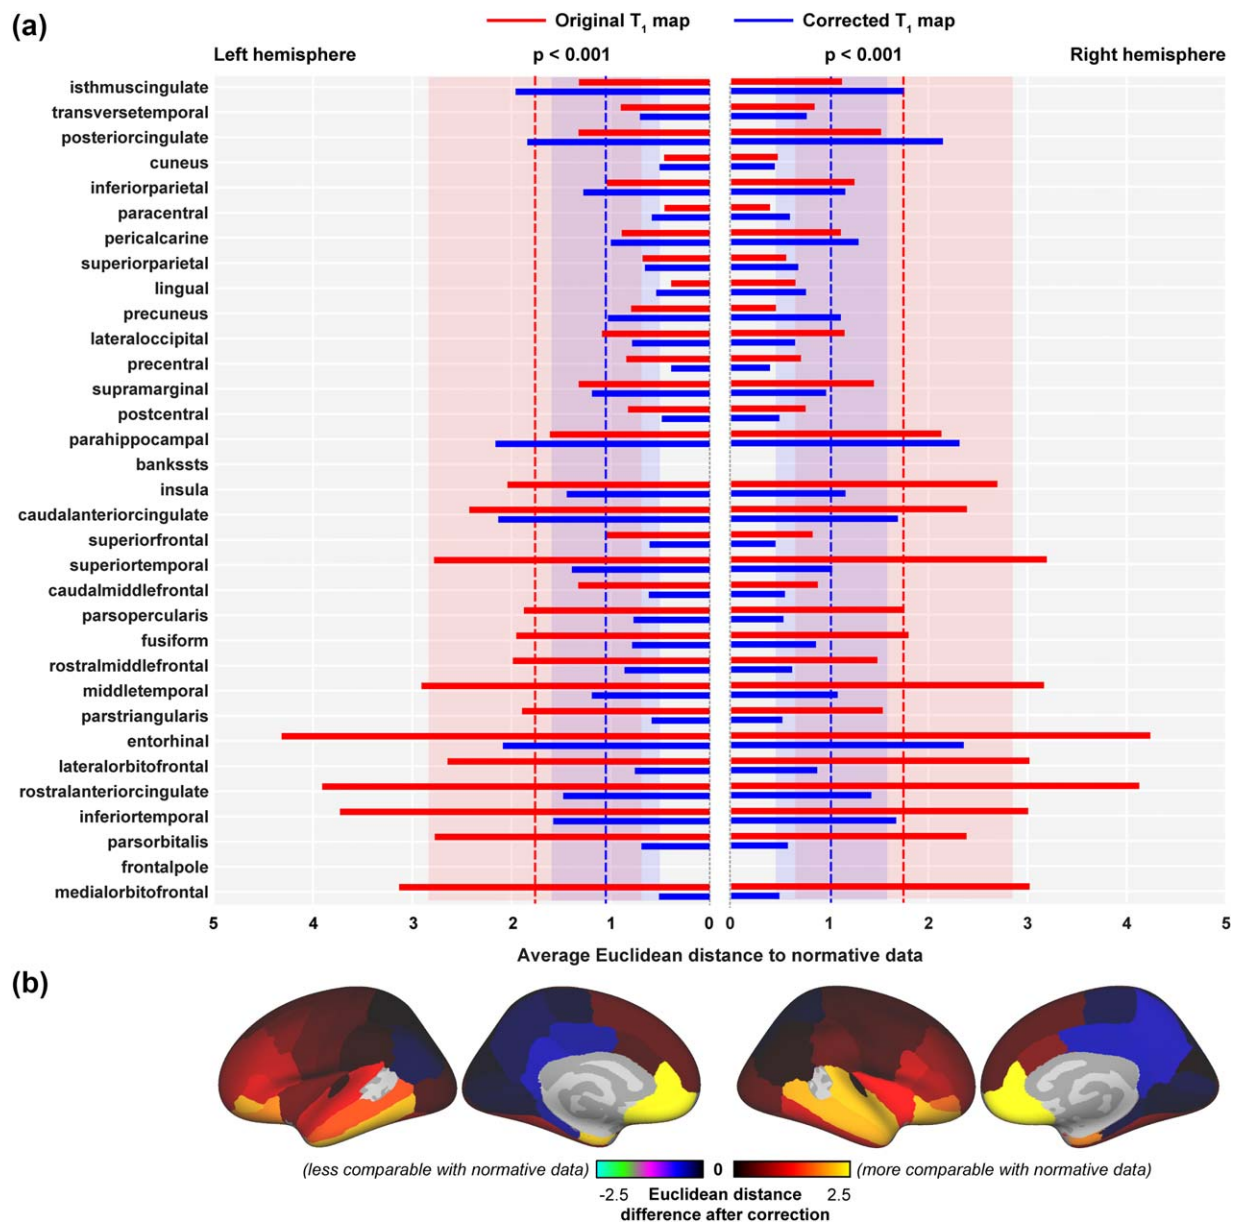 (a)
Original T1 map
Corrected T1 map
Left hemisphere
p < 0.001
p < 0.001
Right hemisphere
isthmuscingulate
transversetemporal
posteriorcingulate
cuneus
inferiorparietal
paracentral
pericalcarine
superiorparietal
lingual
precuneus
lateraloccipital
precentral
supramarginal
postcentral
parahippocampal
bankssts
insula
caudalanteriorcingulate
superiorfrontal
superiortemporal
caudalmiddlefrontal
parsopercularis
fusiform
rostralmiddlefrontal
middletemporal
parstriangularis
entorhinal
lateralorbitofrontal
rostralanteriorcingulate
inferiortemporal
parsorbitalis
frontalpole
medialorbitofrontal
5 4 3 2 1 0 0 1 2 3 4 5
Average Euclidean distance to normative data
(b)
(less comparable with normative data) 0 (more comparable with normative data)
-2.5 Euclidean distance 2.5
difference after correction